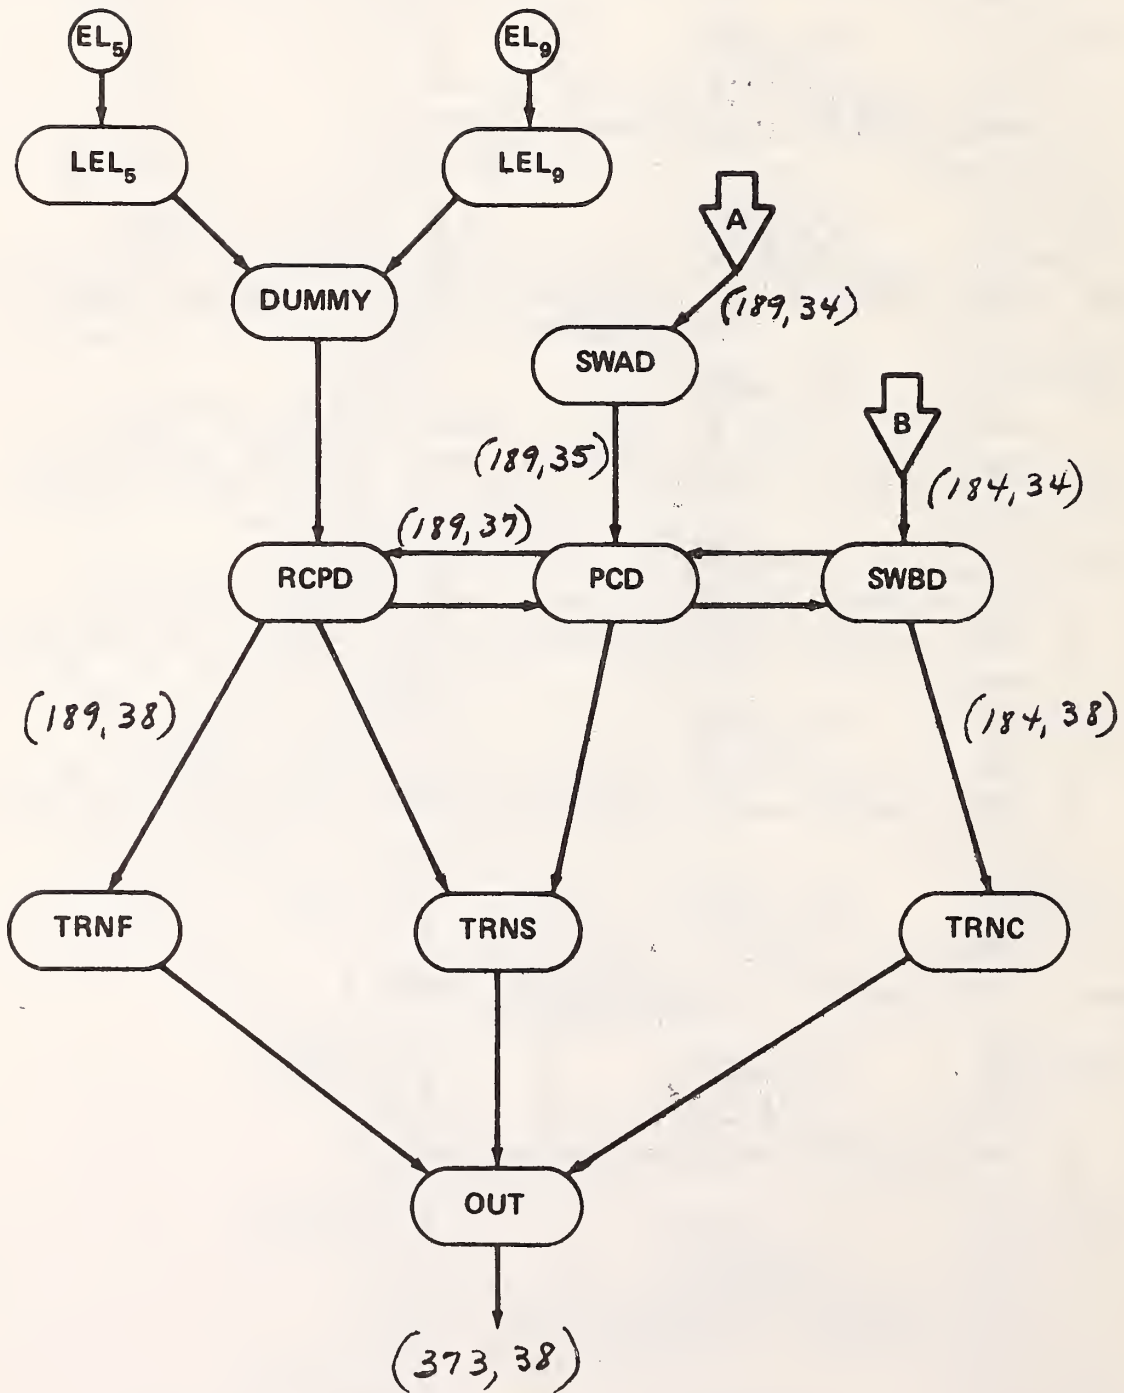 EL₅
EL₉
LEL₅
LEL₉
A
DUMMY
(189,34)
SWAD
B
(189,35)
(184,34)
(189,37)
RCPD
PCD
SWBD
(189,38)
(184,38)
TRNF
TRNS
TRNC
OUT
(373,38)